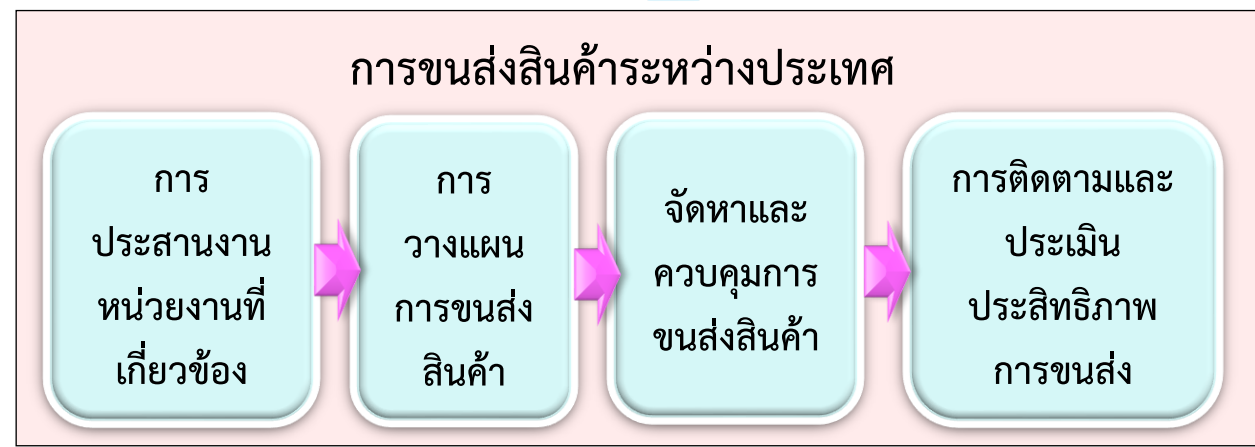 การขนส่งสินค้าระหว่างประเทศ
การ
ประสานงาน
หน่วยงานที่
เกี่ยวข้อง
การ
วางแผน
การขนส่ง
สินค้า
จัดหาและ
ควบคุมการ
ขนส่งสินค้า
การติดตามและ
ประเมิน
ประสิทธิภาพ
การขนส่ง